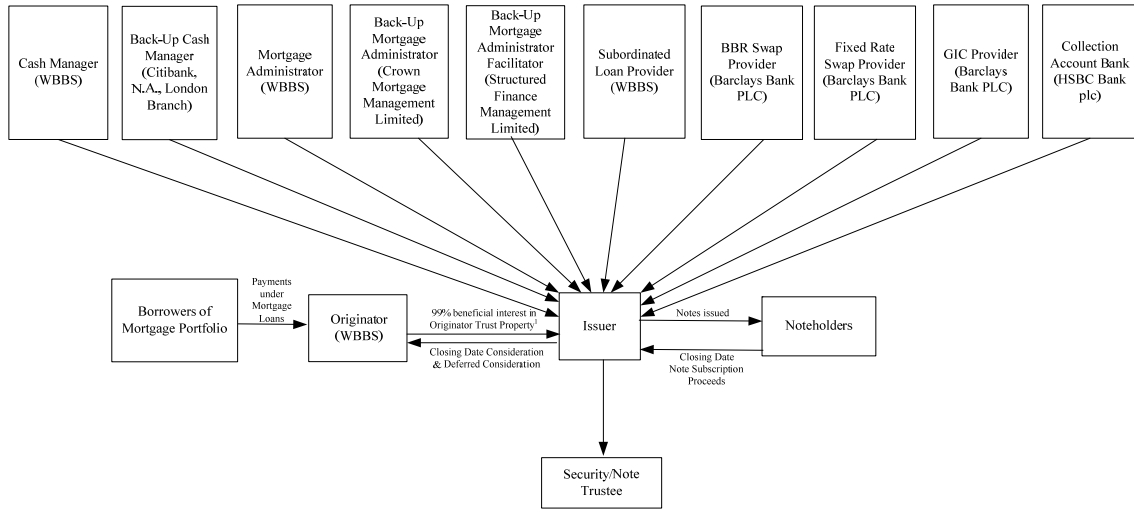 Cash Manager
(WBBS)
Back-Up Cash
Manager
(Citibank,
N.A., London
Branch)
Mortgage
Administrator
(WBBS)
Back-Up
Mortgage
Administrator
(Crown
Mortgage
Management
Limited)
Back-Up
Mortgage
Administrator
Facilitator
(Structured
Finance
Management
Limited)
Subordinated
Loan Provider
(WBBS)
BBR Swap
Provider
(Barclays Bank
PLC)
Fixed Rate
Swap Provider
(Barclays Bank
PLC)
GIC Provider
(Barclays
Bank PLC)
Collection
Account Bank
(HSBC Bank
plc)
Borrowers of
Mortgage Portfolio
Payments
under
Mortgage
Loans
Originator
(WBBS)
99% beneficial interest in
Originator Trust Property¹
Closing Date Consideration
& Deferred Consideration
Issuer
Notes issued
Closing Date
Note Subscription
Proceeds
Noteholders
Security/Note
Trustee